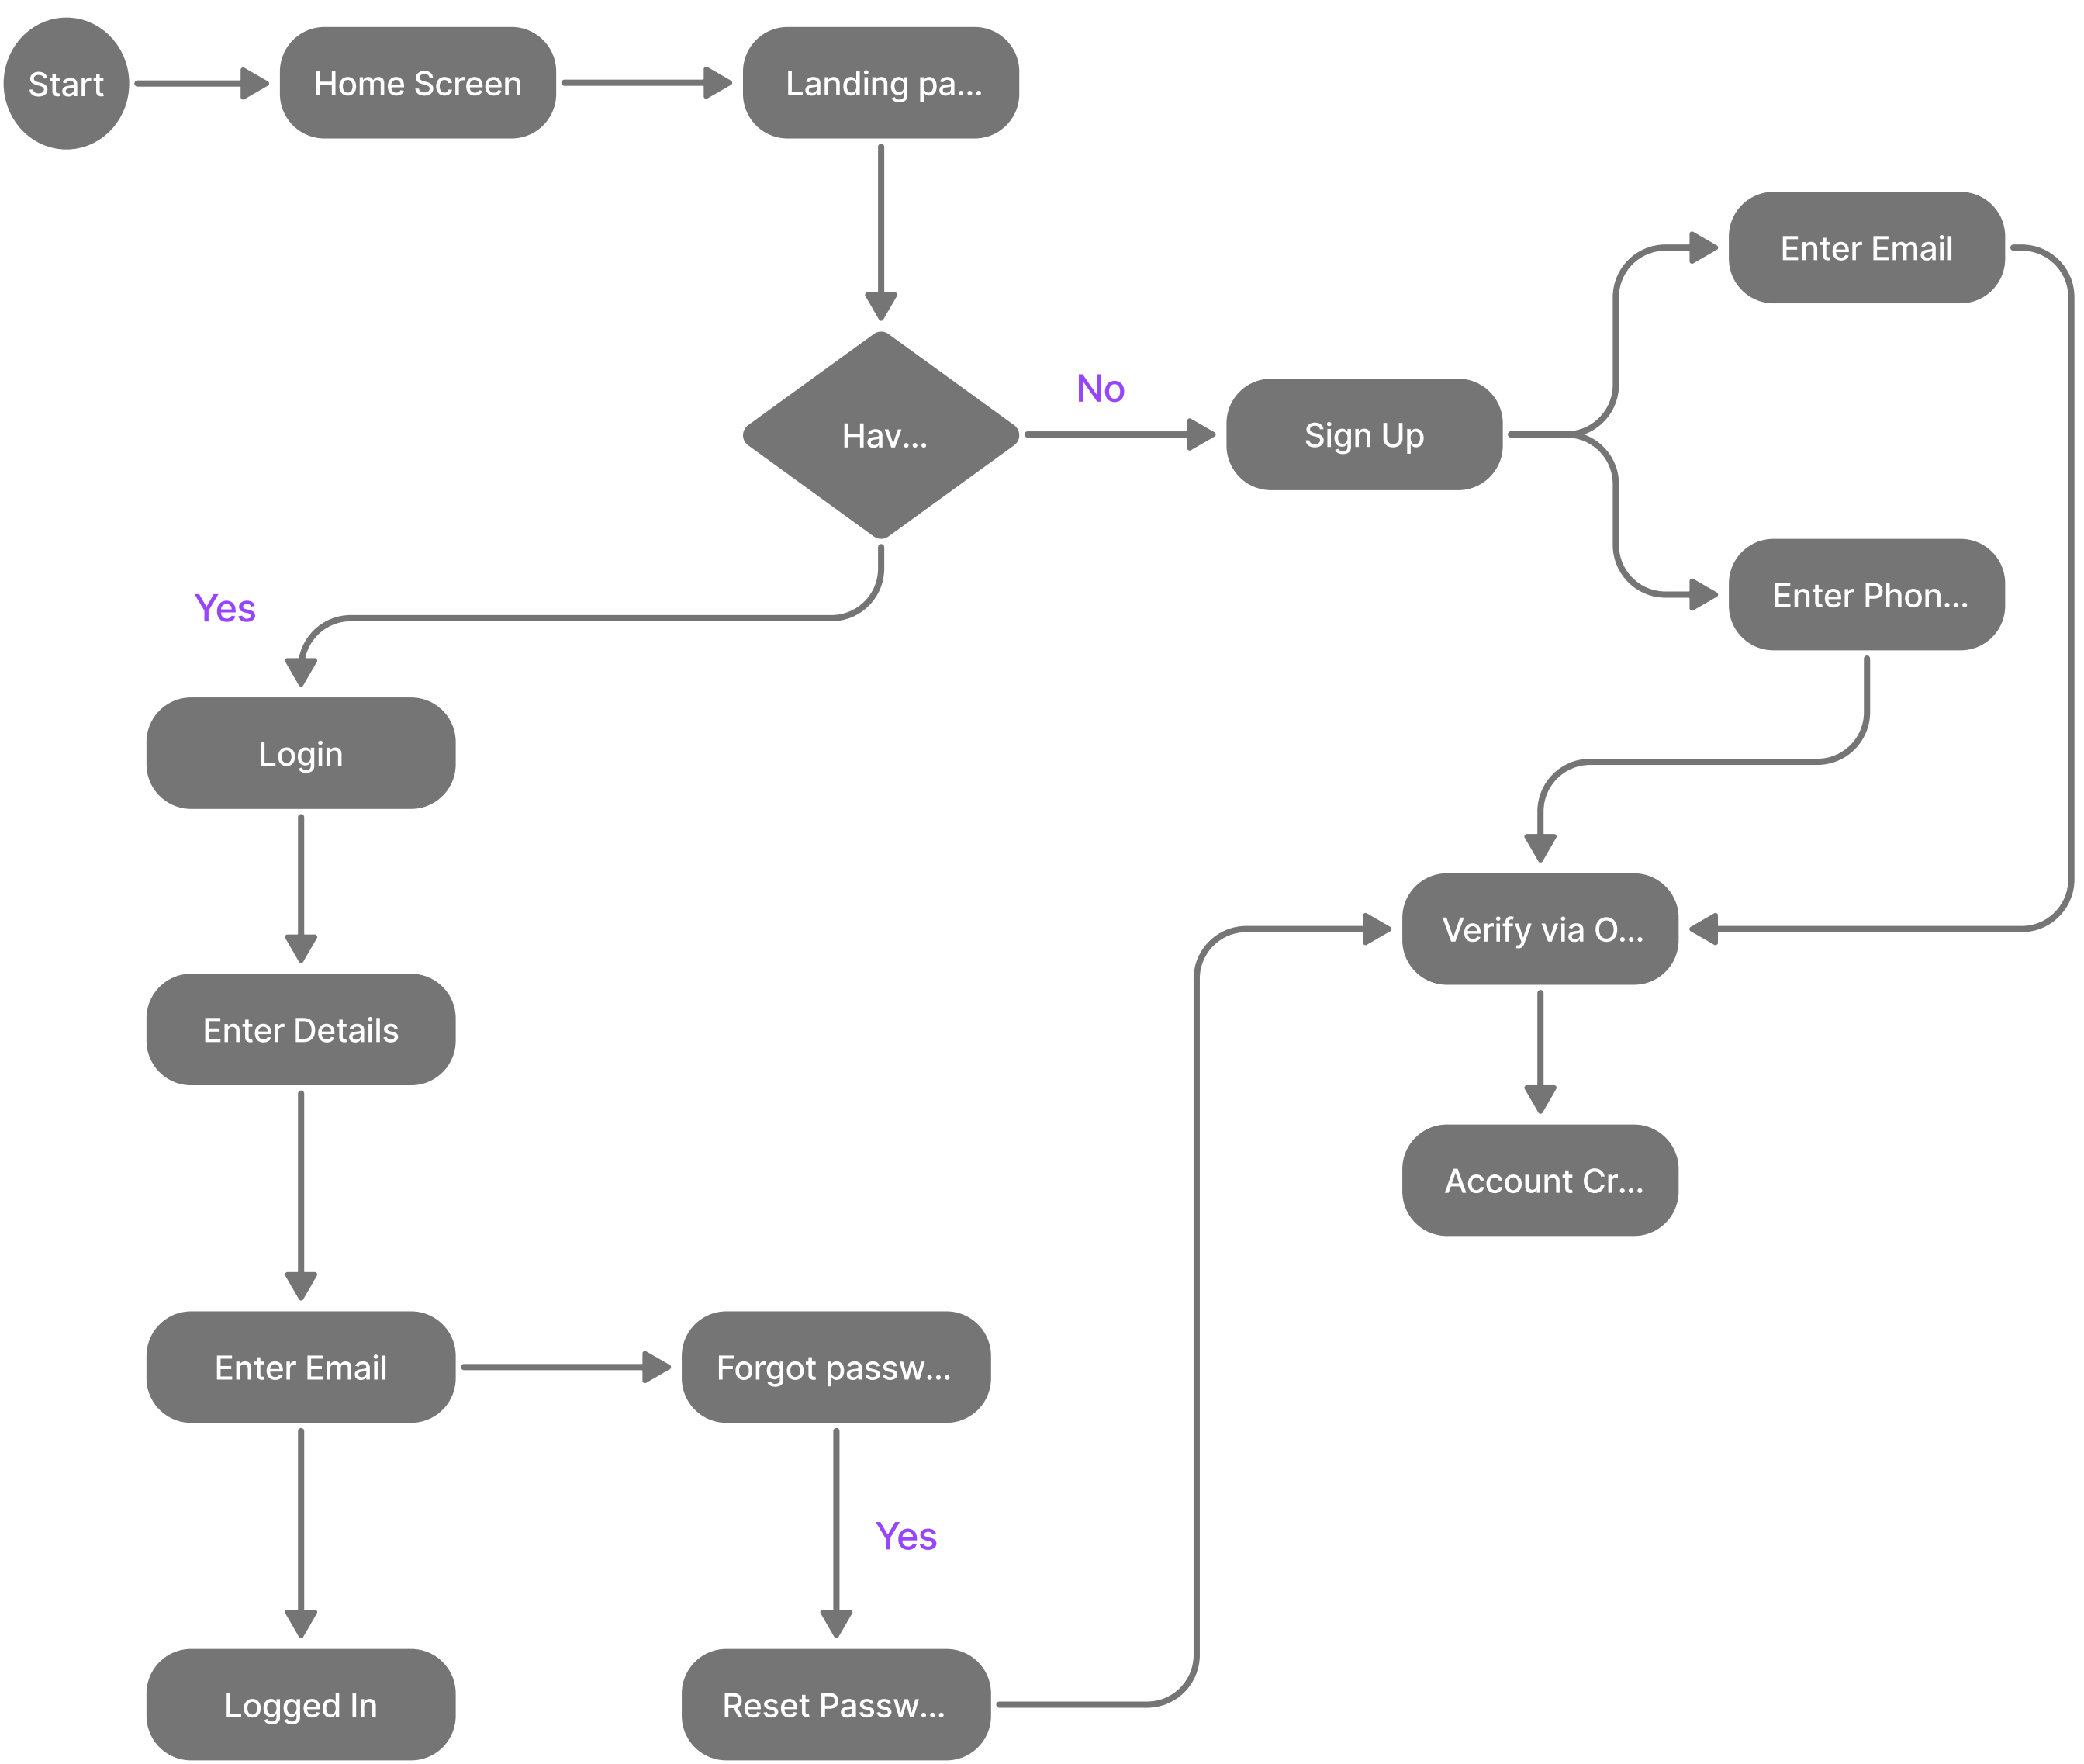 Start
Home Screen
Landing pa...
Enter Email
No
Hav...
Sign Up
Yes
Enter Phon...
Login
Verify via O...
Enter Details
Account Cr...
Enter Email
Forgot passw...
Yes
Logged In
Reset Passw...